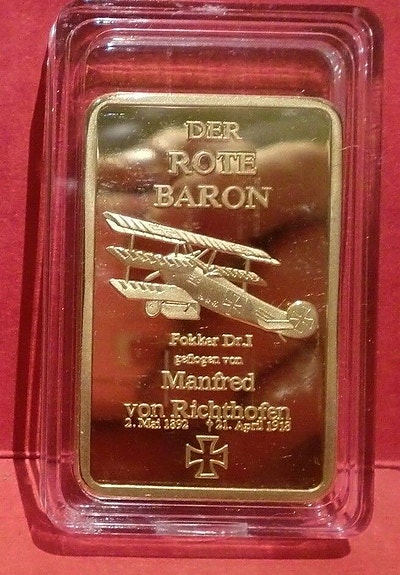 DER
ROTE
BARON
Fokker Dr.I
geflogen von
Manfred
von Richthofen
2. Mai 1892 †21. April 1918